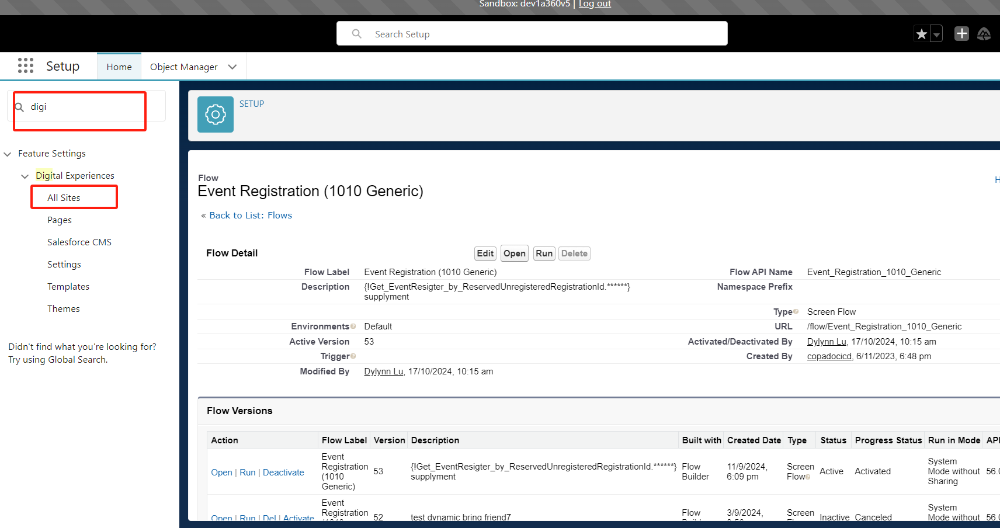 Sandbox: dev1a360v5 | Log out
Search Setup
Setup
Home
Object Manager
digi
Feature Settings
Digital Experiences
All Sites
Pages
Salesforce CMS
Settings
Templates
Themes
Didn't find what you're looking for?
Try using Global Search.
SETUP
Flow
Event Registration (1010 Generic)
« Back to List: Flows
Flow Detail
Edit Open Run Delete
Flow Label Event Registration (1010 Generic) Flow API Name Event_Registration_1010_Generic
Description {!Get_EventResigter_by_ReservedUnregisteredRegistrationId.******} Namespace Prefix
supplyment
Type Screen Flow
Environments Default URL /flow/Event_Registration_1010_Generic
Active Version 53 Activated/Deactivated By Dylynn Lu, 17/10/2024, 10:15 am
Trigger Created By copadocicd, 6/11/2023, 6:48 pm
Modified By Dylynn Lu, 17/10/2024, 10:15 am
Flow Versions
Action Flow Label Version Description Built with Created Date Type Status Progress Status Run in Mode API
Open | Run | Deactivate
Event
Registration
(1010
Generic)
53
{!Get_EventResigter_by_ReservedUnregisteredRegistrationId.******}
supplyment
Flow
Builder
11/9/2024,
6:09 pm
Screen
Flow
Active
Activated
System
Mode without
Sharing
56.0
Open | Run | Del | Activate
Event
Registration
52
test dynamic bring friend7
Flow
3/9/2024,
Screen
Inactive
Canceled
System
Mode without
56.0